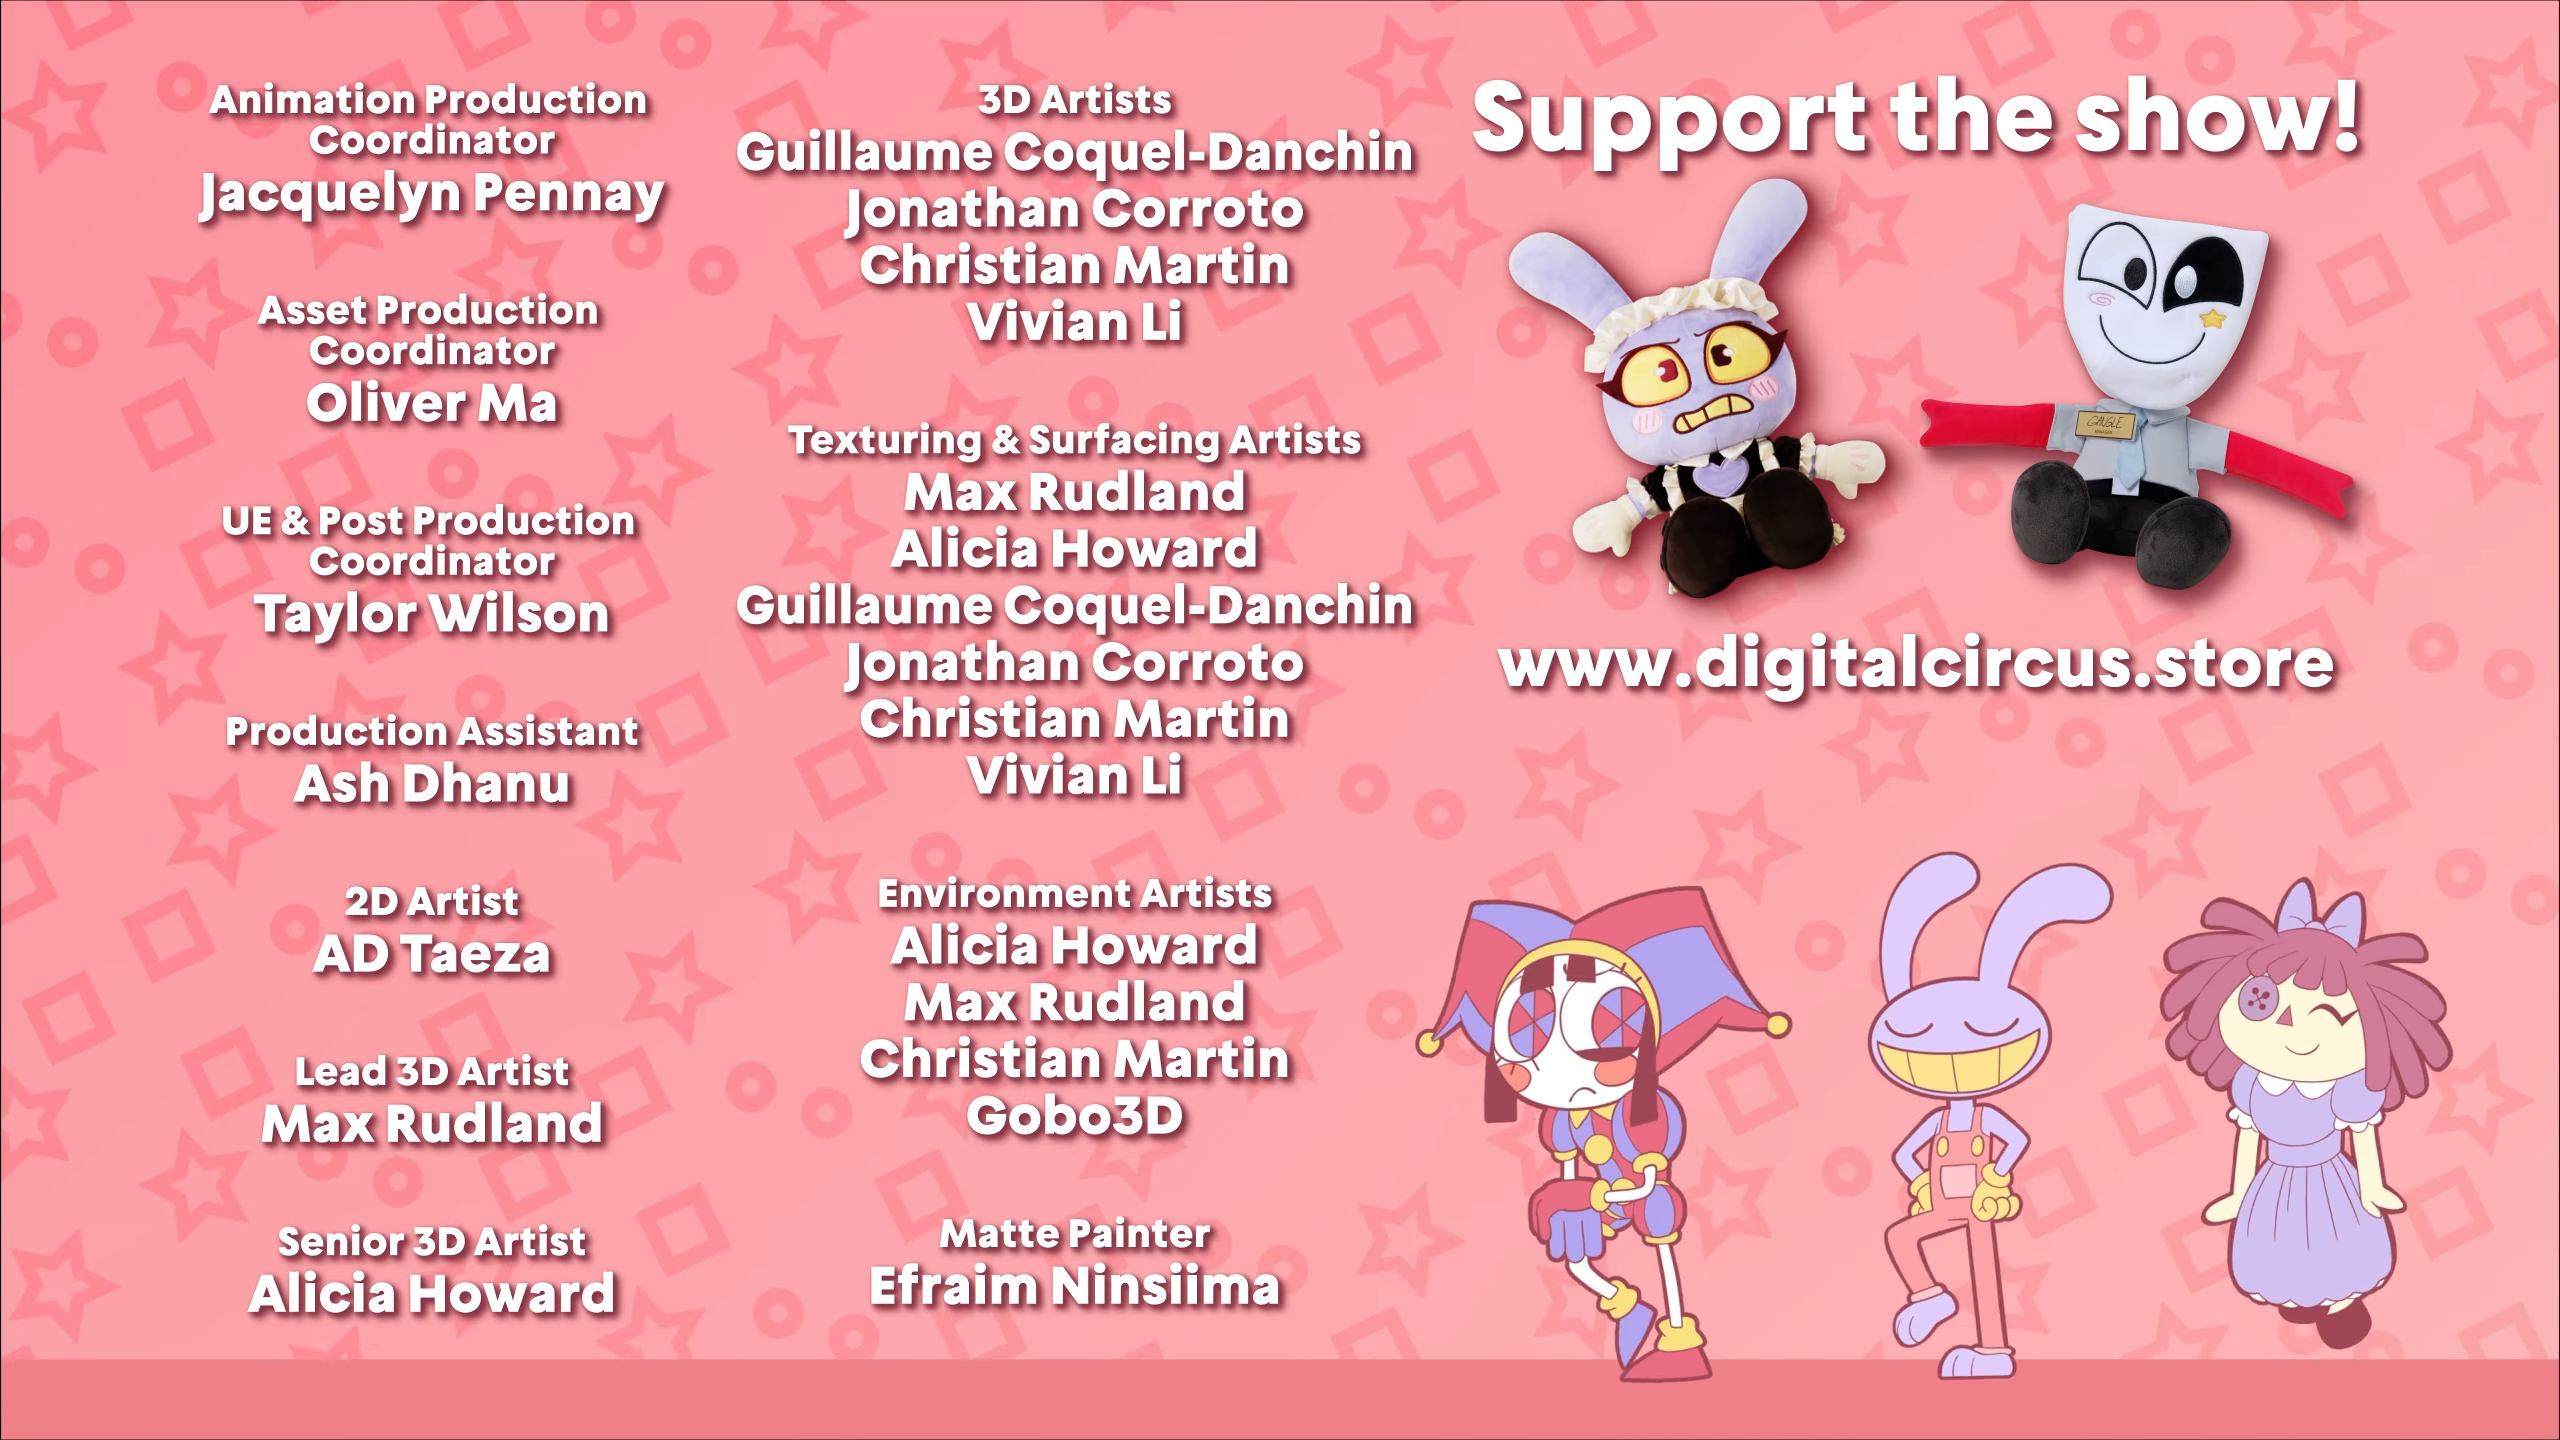 Animation Production
Coordinator
Jacquelyn Pennay
Asset Production
Coordinator
Oliver Ma
UE & Post Production
Coordinator
Taylor Wilson
Production Assistant
Ash Dhanu
2D Artist
AD Taeza
Lead 3D Artist
Max Rudland
Senior 3D Artist
Alicia Howard
3D Artists
Guillaume Coquel-Danchin
Jonathan Corroto
Christian Martin
Vivian Li
Texturing & Surfacing Artists
Max Rudland
Alicia Howard
Guillaume Coquel-Danchin
Jonathan Corroto
Christian Martin
Vivian Li
Environment Artists
Alicia Howard
Max Rudland
Christian Martin
Gobo3D
Matte Painter
Efraim Ninsiima
Support the show!
GANGLE
MANAGER
www.digitalcircus.store